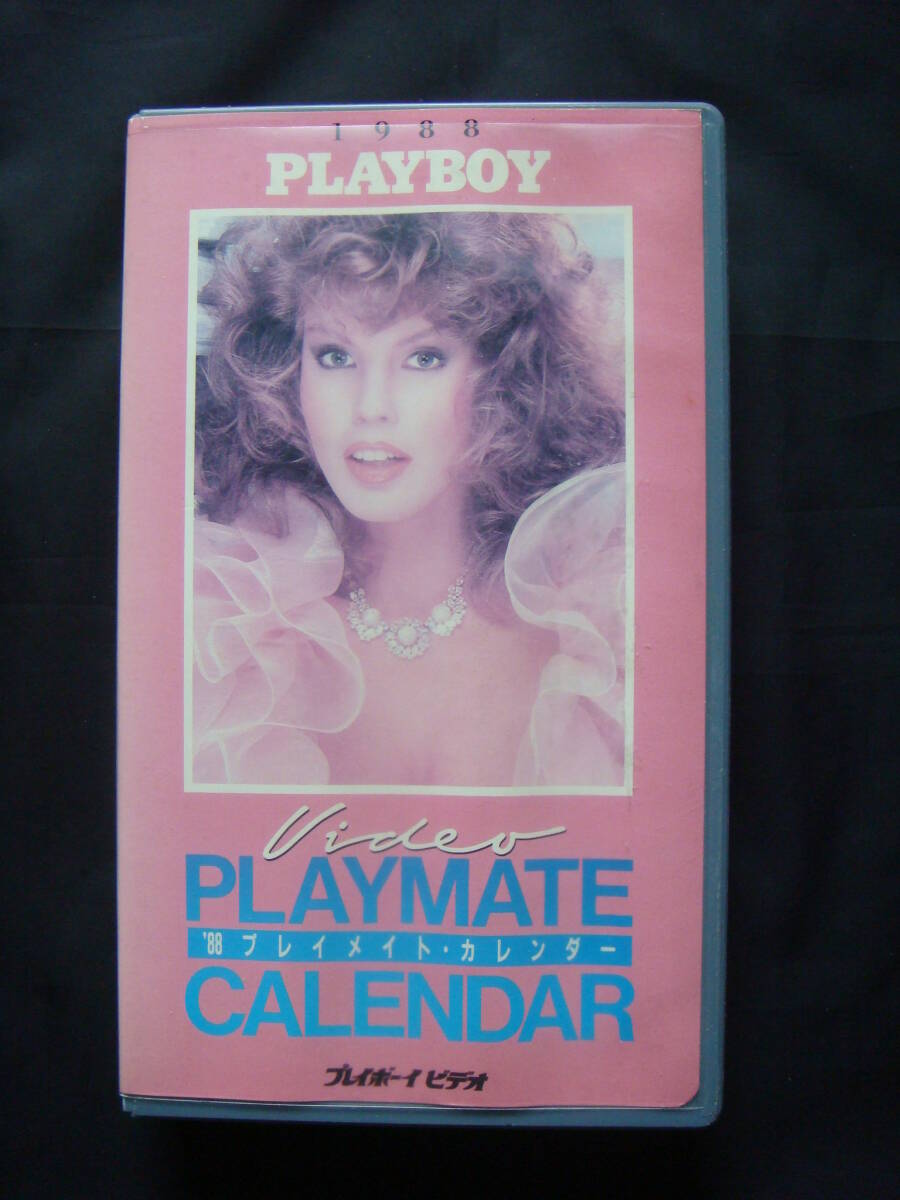 1988
PLAYBOY
Video
PLAYMATE
'88 プレイメイト・カレンダー
CALENDAR
プレイボーイ ビデオ